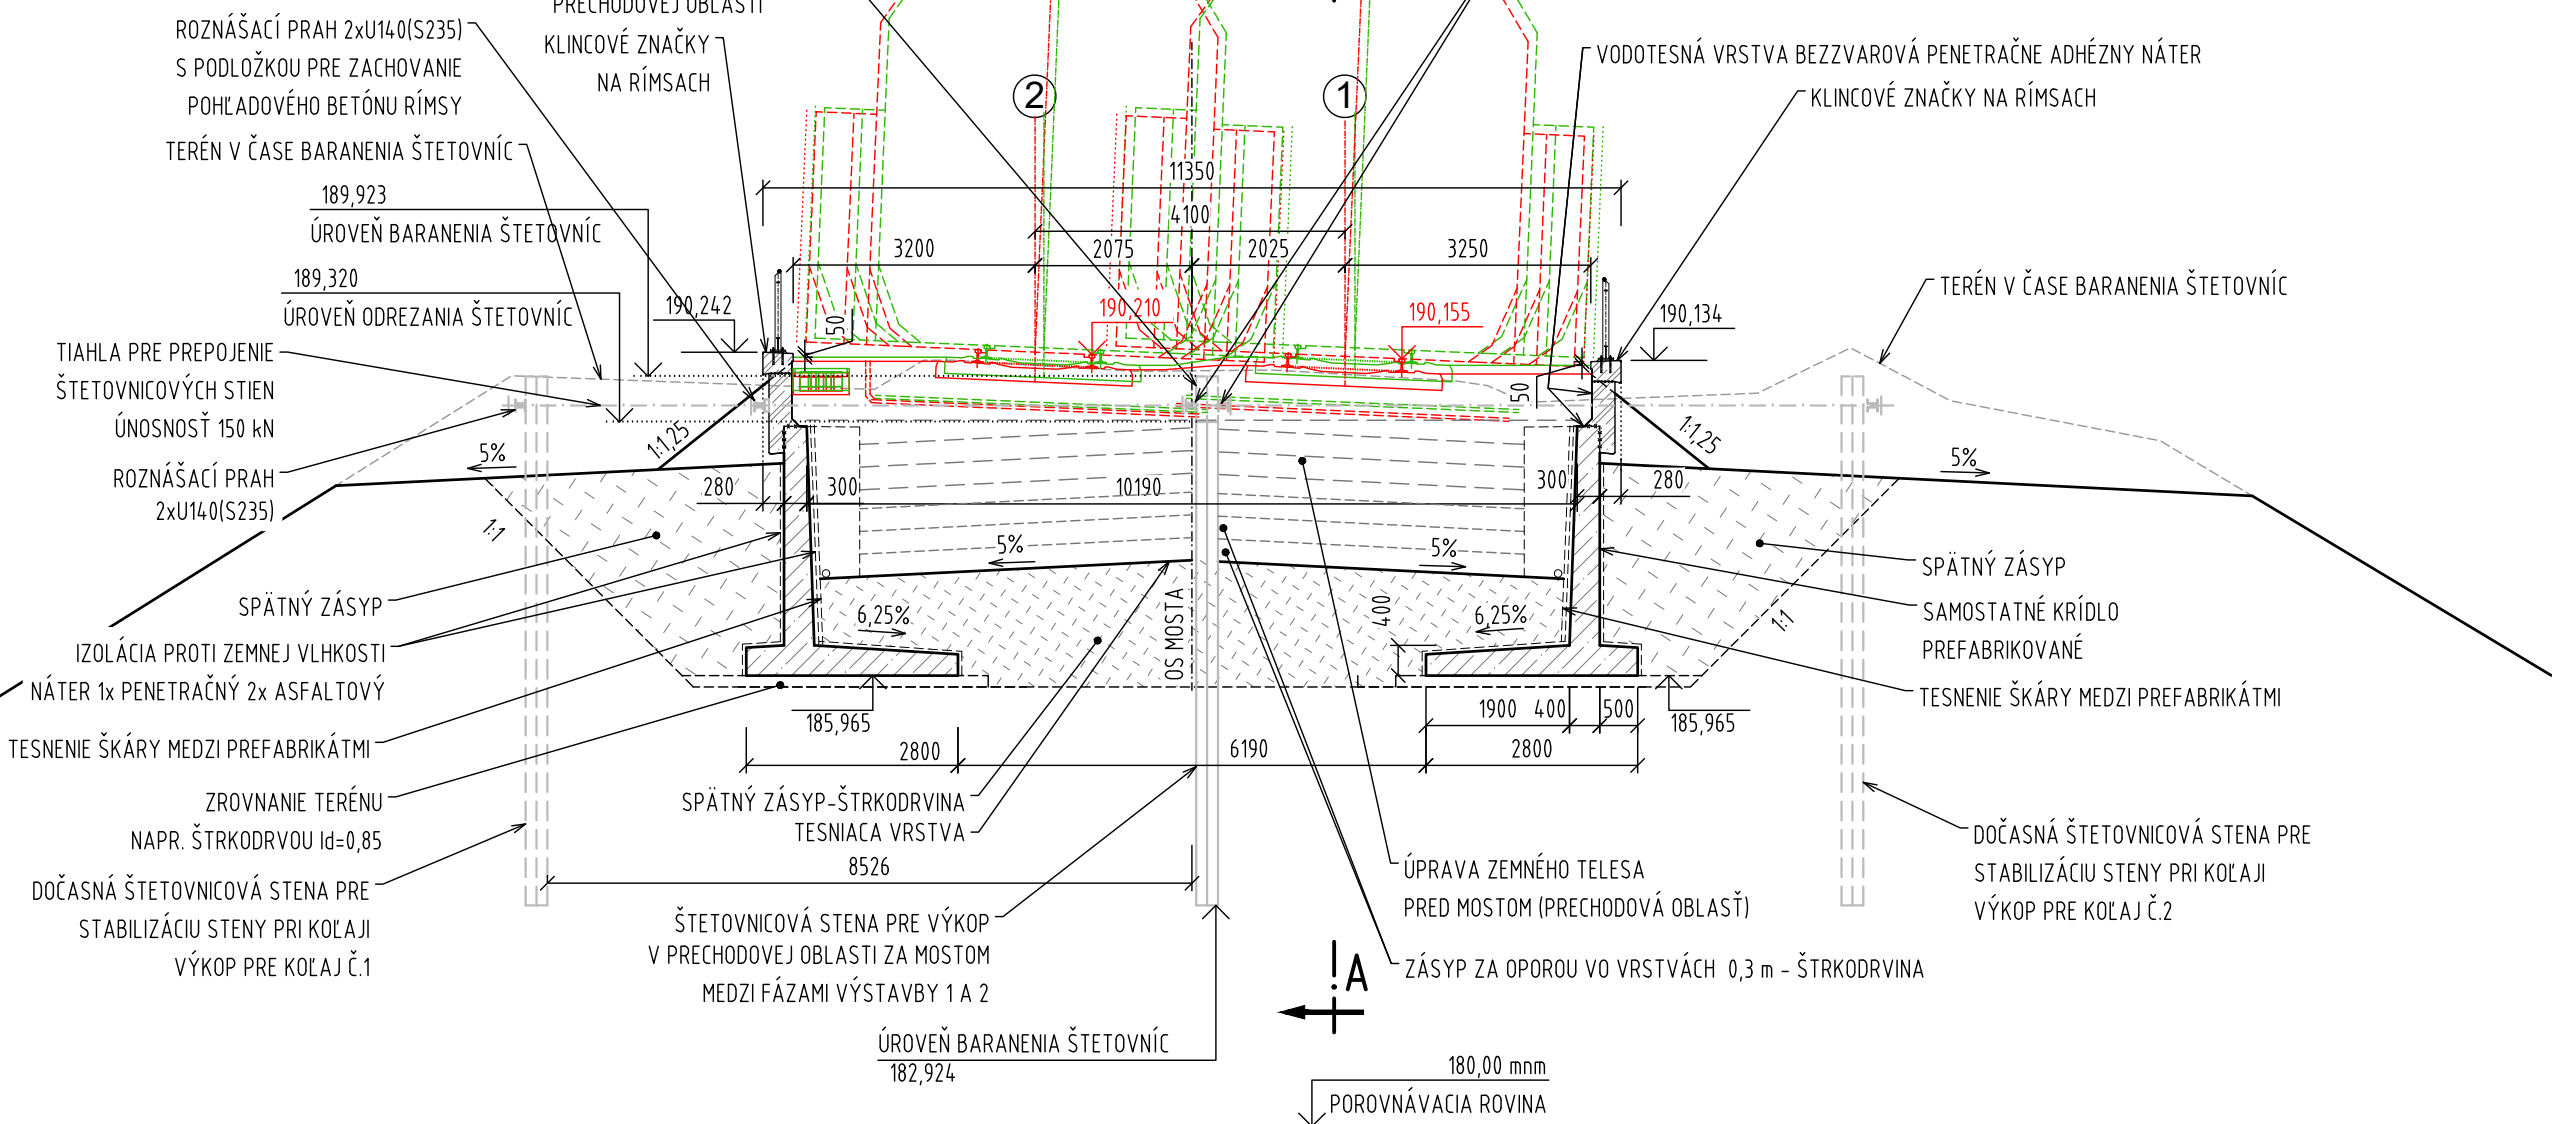 PRECHODOVEJ OBLASTI
ROZNÁŠACÍ PRAH 2xU140(S235)
S PODLOŽKOU PRE ZACHOVANIE
POHĽADOVÉHO BETÓNU RÍMSY
KLINCOVÉ ZNAČKY
NA RÍMSACH
TERÉN V ČASE BARANENIA ŠTETOVNÍC
189,923
ÚROVEŇ BARANENIA ŠTETOVNÍC
189,320
ÚROVEŇ ODREZANIA ŠTETOVNÍC
TIAHLA PRE PREPOJENIE
ŠTETOVNICOVÝCH STIEN
ÚNOSNOSŤ 150 kN
ROZNÁŠACÍ PRAH
2xU140(S235)
2
1
VODOTESNÁ VRSTVA BEZZVAROVÁ PENETRAČNE ADHÉZNY NÁTER
KLINCOVÉ ZNAČKY NA RÍMSACH
TERÉN V ČASE BARANENIA ŠTETOVNÍC
11350
4100
3200
2075
2025
3250
190,242
50
190,210
190,155
190,134
50
1:1,25
1:1,25
5%
5%
280
300
10190
300
280
1:1
1:1
5%
5%
6,25%
6,25%
400
OS MOSTA
SPÄTNÝ ZÁSYP
IZOLÁCIA PROTI ZEMNEJ VLHKOSTI
NÁTER 1x PENETRAČNÝ 2x ASFALTOVÝ
TESNENIE ŠKÁRY MEDZI PREFABRIKÁTMI
ZROVNANIE TERÉNU
NAPR. ŠTRKODRVOU Id=0,85
DOČASNÁ ŠTETOVNICOVÁ STENA PRE
STABILIZÁCIU STENY PRI KOĽAJI
VÝKOP PRE KOĽAJ Č.1
SPÄTNÝ ZÁSYP
SAMOSTATNÉ KRÍDLO
PREFABRIKOVANÉ
TESNENIE ŠKÁRY MEDZI PREFABRIKÁTMI
185,965
1900
400
500
185,965
2800
6190
2800
SPÄTNÝ ZÁSYP-ŠTRKODRVINA
TESNIACA VRSTVA
8526
ŠTETOVNICOVÁ STENA PRE VÝKOP
V PRECHODOVEJ OBLASTI ZA MOSTOM
MEDZI FÁZAMI VÝSTAVBY 1 A 2
ÚROVEŇ BARANENIA ŠTETOVNÍC
182,924
ÚPRAVA ZEMNÉHO TELESA
PRED MOSTOM (PRECHODOVÁ OBLASŤ)
ZÁSYP ZA OPOROU VO VRSTVÁCH 0,3 m - ŠTRKODRVINA
DOČASNÁ ŠTETOVNICOVÁ STENA PRE
STABILIZÁCIU STENY PRI KOĽAJI
VÝKOP PRE KOĽAJ Č.2
A
180,00 mnm
POROVNÁVACIA ROVINA